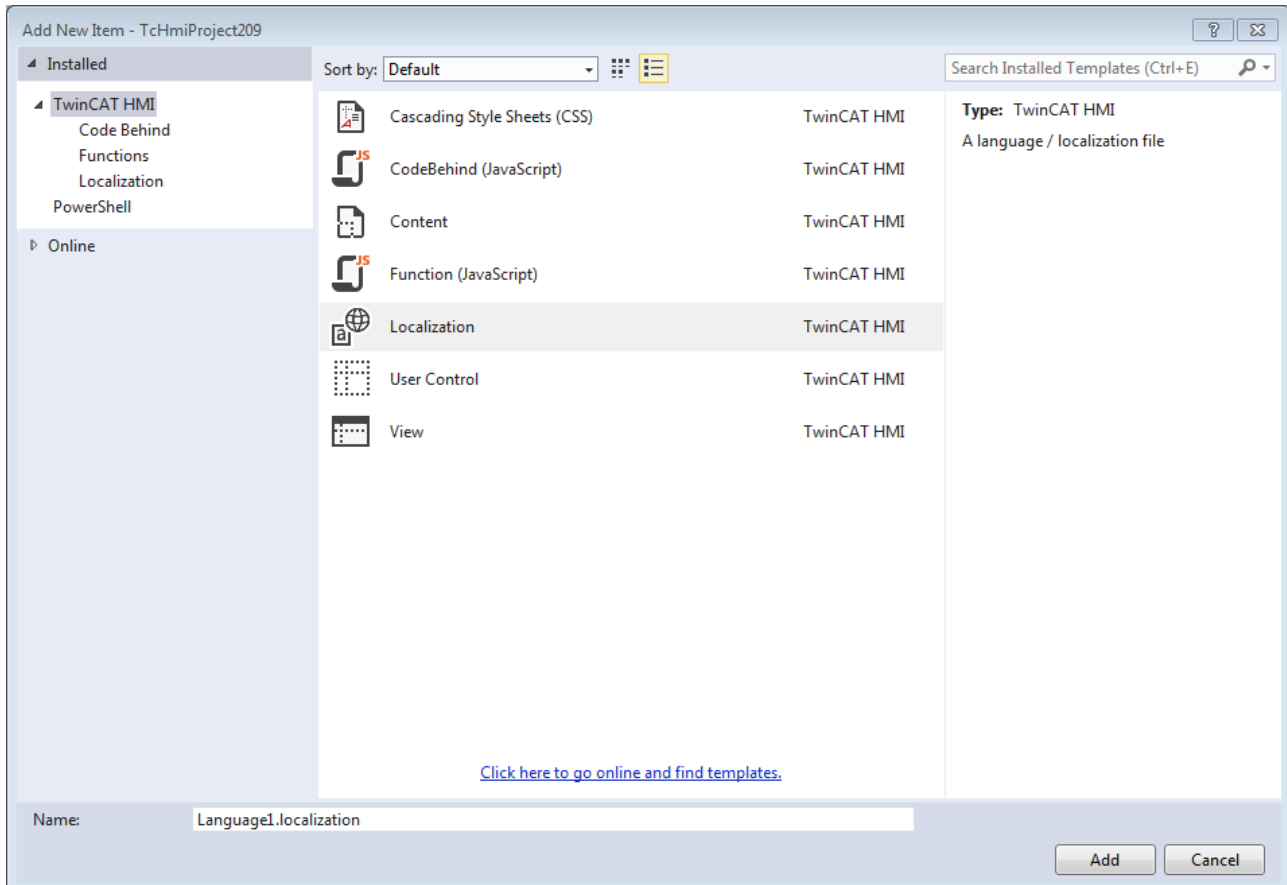 Add New Item - TcHmiProject209
Installed
TwinCAT HMI
Code Behind
Functions
Localization
PowerShell
Online
Sort by: Default
Search Installed Templates (Ctrl+E)
Cascading Style Sheets (CSS) TwinCAT HMI
CodeBehind (JavaScript) TwinCAT HMI
Content TwinCAT HMI
Function (JavaScript) TwinCAT HMI
Localization TwinCAT HMI
User Control TwinCAT HMI
View TwinCAT HMI
Click here to go online and find templates.
Type: TwinCAT HMI
A language / localization file
Name: Language1.localization
Add Cancel